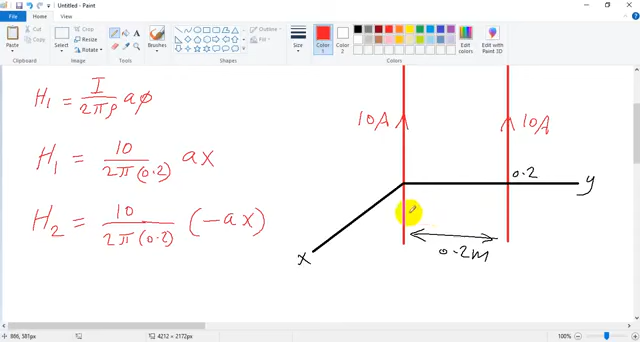 Untitled - Paint
File Home View
Paste Cut Copy
Select Crop Resize Rotate
Brushes
Shapes
Outline Fill
Size
Color 1 Color 2
Edit colors
Edit with Paint 3D
Clipboard Image Tools Shapes Colors
H₁ = I / 2πρ aφ
H₁ = 10 / 2π(0.2) ax
H₂ = 10 / 2π(0.2) (-ax)
10A 10A
0.2
y
x
0.2m
886, 581px 4212 × 2172px 100%